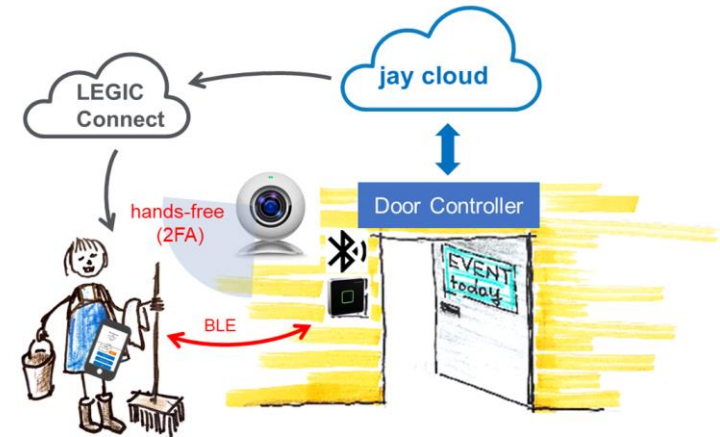 LEGIC
Connect
jay cloud
hands-free
(2FA)
Door Controller
EVENT
today
BLE